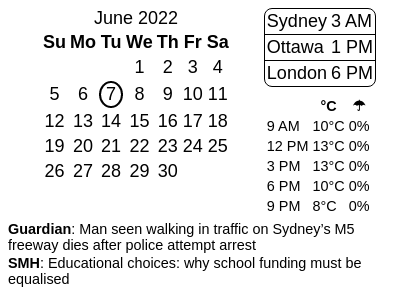 June 2022
Su Mo Tu We Th Fr Sa
1 2 3 4
5 6 7 8 9 10 11
12 13 14 15 16 17 18
19 20 21 22 23 24 25
26 27 28 29 30
Sydney 3 AM
Ottawa 1 PM
London 6 PM
°C ☂
9 AM 10°C 0%
12 PM 13°C 0%
3 PM 13°C 0%
6 PM 10°C 0%
9 PM 8°C 0%
Guardian: Man seen walking in traffic on Sydney’s M5
freeway dies after police attempt arrest
SMH: Educational choices: why school funding must be
equalised